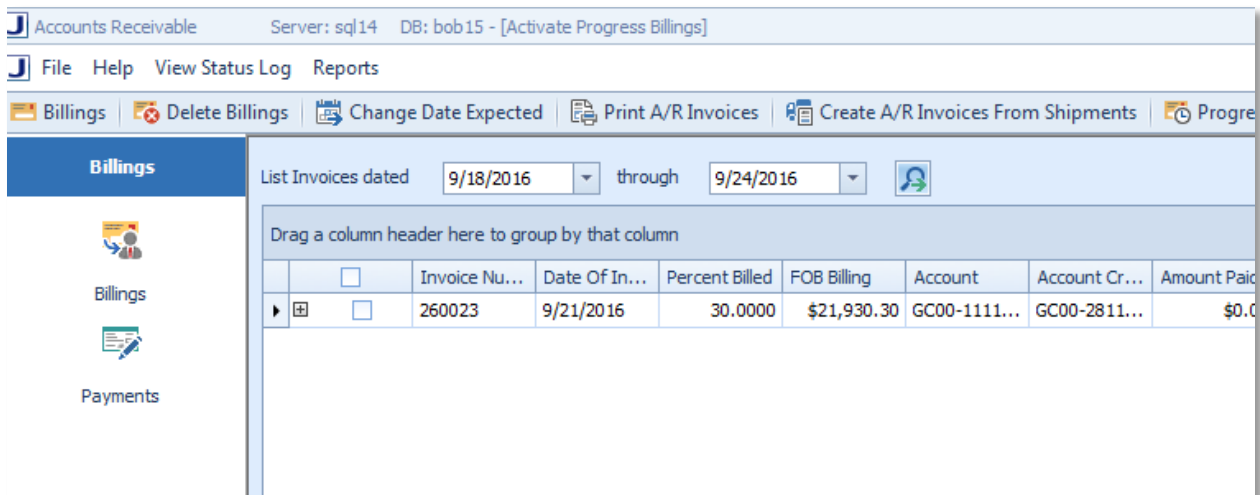 Accounts Receivable Server: sql14 DB: bob15 - [Activate Progress Billings]
File Help View Status Log Reports
Billings Delete Billings Change Date Expected Print A/R Invoices Create A/R Invoices From Shipments Progre
Billings
List Invoices dated 9/18/2016 through 9/24/2016
Drag a column header here to group by that column
Invoice Nu... Date Of In... Percent Billed FOB Billing Account Account Cr... Amount Paid
260023 9/21/2016 30.0000 $21,930.30 GC00-1111... GC00-2811... $0.0
Billings
Payments